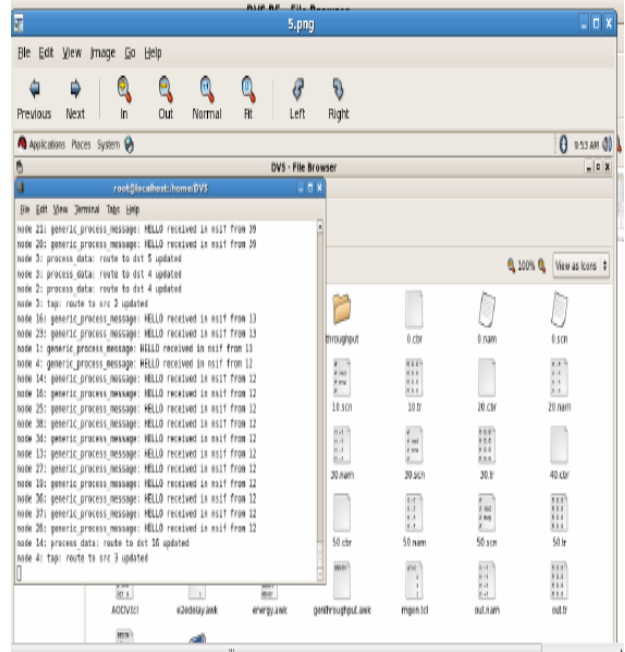 5.png
File Edit View Image Go Help
Previous Next In Out Normal Fit Left Right
Applications Places System 9:53 AM
DVS - File Browser
root@localhost:/home/DVS
File Edit View Terminal Tabs Help
node 21: generic_process_message: HELLO received in nsif from 39
node 28: generic_process_message: HELLO received in nsif from 39
node 3: process_data: route to dst 5 updated
node 3: process_data: route to dst 4 updated
node 2: process_data: route to dst 4 updated
node 3: tap: route to src 2 updated
node 16: generic_process_message: HELLO received in nsif from 13
node 23: generic_process_message: HELLO received in nsif from 13
node 1: generic_process_message: HELLO received in nsif from 13
node 4: generic_process_message: HELLO received in nsif from 12
node 14: generic_process_message: HELLO received in nsif from 12
node 10: generic_process_message: HELLO received in nsif from 12
node 25: generic_process_message: HELLO received in nsif from 12
node 38: generic_process_message: HELLO received in nsif from 12
node 34: generic_process_message: HELLO received in nsif from 12
node 13: generic_process_message: HELLO received in nsif from 12
node 27: generic_process_message: HELLO received in nsif from 12
node 19: generic_process_message: HELLO received in nsif from 12
node 36: generic_process_message: HELLO received in nsif from 12
node 37: generic_process_message: HELLO received in nsif from 12
node 26: generic_process_message: HELLO received in nsif from 12
node 14: process_data: route to dst 16 updated
node 4: tap: route to src 3 updated
100% View as Icons
throughput 0.cbr 0.nam 0.scn
10.scn 10.tr 20.cbr 20.nam
30.nam 30.scn 30.tr 40.cbr
50.cbr 50.nam 50.scn 50.tr
AODV.tcl e2edelay.awk energy.awk genthroughput.awk mgen.tcl out.nam out.tr